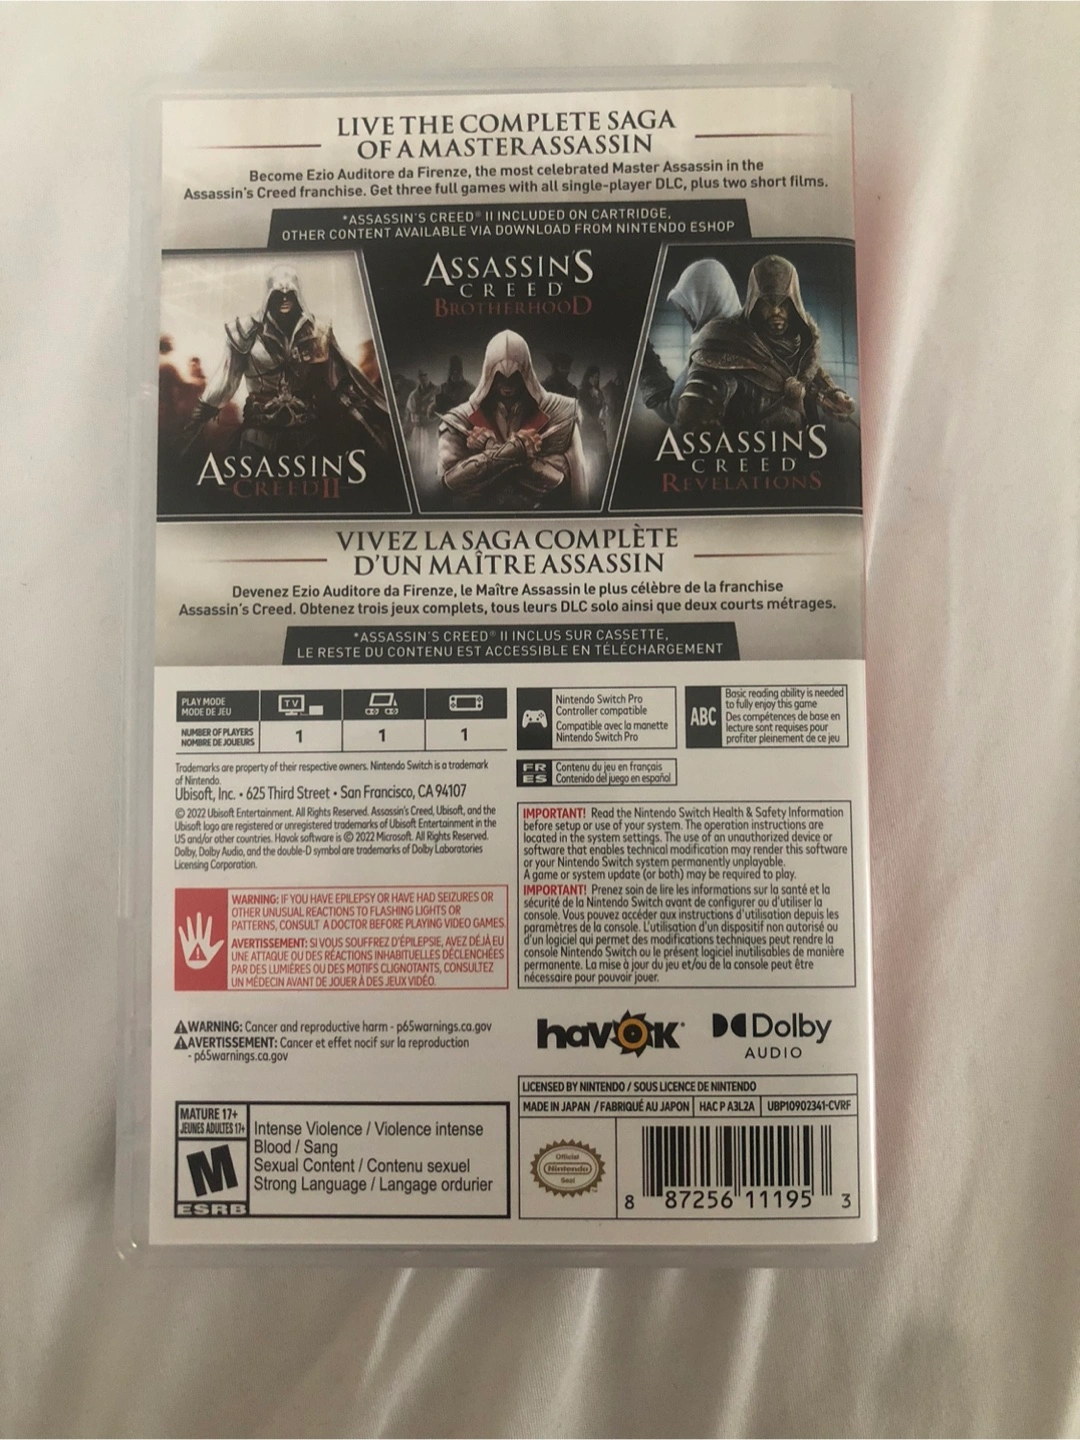 LIVE THE COMPLETE SAGA
OF A MASTER ASSASSIN
Become Ezio Auditore da Firenze, the most celebrated Master Assassin in the
Assassin's Creed franchise. Get three full games with all single-player DLC, plus two short films.
*ASSASSIN'S CREED® II INCLUDED ON CARTRIDGE,
OTHER CONTENT AVAILABLE VIA DOWNLOAD FROM NINTENDO ESHOP
ASSASSIN'S
CREED II
ASSASSIN'S
CREED
BROTHERHOOD
ASSASSIN'S
CREED
REVELATIONS
VIVEZ LA SAGA COMPLÈTE
D'UN MAÎTRE ASSASSIN
Devenez Ezio Auditore da Firenze, le Maître Assassin le plus célèbre de la franchise
Assassin's Creed. Obtenez trois jeux complets, tous leurs DLC solo ainsi que deux courts métrages.
*ASSASSIN'S CREED® II INCLUS SUR CASSETTE,
LE RESTE DU CONTENU EST ACCESSIBLE EN TÉLÉCHARGEMENT
PLAY MODE
MODE DE JEU
TV
NUMBER OF PLAYERS
NOMBRE DE JOUEURS
1 1 1
Nintendo Switch Pro
Controller compatible
Compatible avec la manette
Nintendo Switch Pro
ABC
Basic reading ability is needed
to fully enjoy this game
Des compétences de base en
lecture sont requises pour
profiter pleinement de ce jeu
FR Contenu du jeu en français
ES Contenido del juego en español
Trademarks are property of their respective owners. Nintendo Switch is a trademark
of Nintendo.
Ubisoft, Inc. • 625 Third Street • San Francisco, CA 94107
© 2022 Ubisoft Entertainment. All Rights Reserved. Assassin's Creed, Ubisoft, and the
Ubisoft logo are registered or unregistered trademarks of Ubisoft Entertainment in the
US and/or other countries. Havok software is © 2022 Microsoft. All Rights Reserved.
Dolby, Dolby Audio, and the double-D symbol are trademarks of Dolby Laboratories
Licensing Corporation.
WARNING: IF YOU HAVE EPILEPSY OR HAVE HAD SEIZURES OR
OTHER UNUSUAL REACTIONS TO FLASHING LIGHTS OR
PATTERNS, CONSULT A DOCTOR BEFORE PLAYING VIDEO GAMES.
AVERTISSEMENT: SI VOUS SOUFFREZ D'ÉPILEPSIE, AVEZ DÉJÀ EU
UNE ATTAQUE OU DES RÉACTIONS INHABITUELLES DÉCLENCHÉES
PAR DES LUMIÈRES OU DES MOTIFS CLIGNOTANTS, CONSULTEZ
UN MÉDECIN AVANT DE JOUER À DES JEUX VIDÉO.
IMPORTANT! Read the Nintendo Switch Health & Safety Information
before setup or use of your system. The operation instructions are
located in the system settings. The use of an unauthorized device or
software that enables technical modification may render this software
or your Nintendo Switch system permanently unplayable.
A game or system update (or both) may be required to play.
IMPORTANT! Prenez soin de lire les informations sur la santé et la
sécurité de la Nintendo Switch avant de configurer ou d'utiliser la
console. Vous pouvez accéder aux instructions d'utilisation depuis les
paramètres de la console. L'utilisation d'un dispositif non autorisé ou
d'un logiciel qui permet des modifications techniques peut rendre la
console Nintendo Switch ou le présent logiciel inutilisables de manière
permanente. La mise à jour du jeu et/ou de la console peut être
nécessaire pour pouvoir jouer.
WARNING: Cancer and reproductive harm - p65warnings.ca.gov
AVERTISSEMENT: Cancer et effet nocif sur la reproduction
- p65warnings.ca.gov
havok
Dolby
AUDIO
LICENSED BY NINTENDO / SOUS LICENCE DE NINTENDO
MADE IN JAPAN / FABRIQUÉ AU JAPON HAC P A3L2A UBP10902341-CVRF
MATURE 17+
JEUNES ADULTES 17+
M
ESRB
Intense Violence / Violence intense
Blood / Sang
Sexual Content / Contenu sexuel
Strong Language / Langage ordurier
Official
Nintendo
Seal
8 87256 11195 3